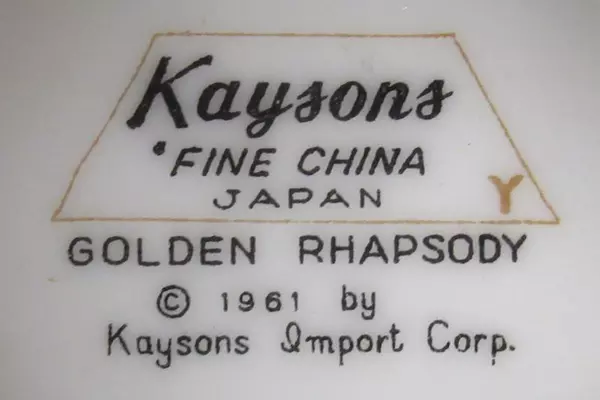 Kaysons
FINE CHINA
JAPAN
Y
GOLDEN RHAPSODY
© 1961 by
Kaysons Import Corp.